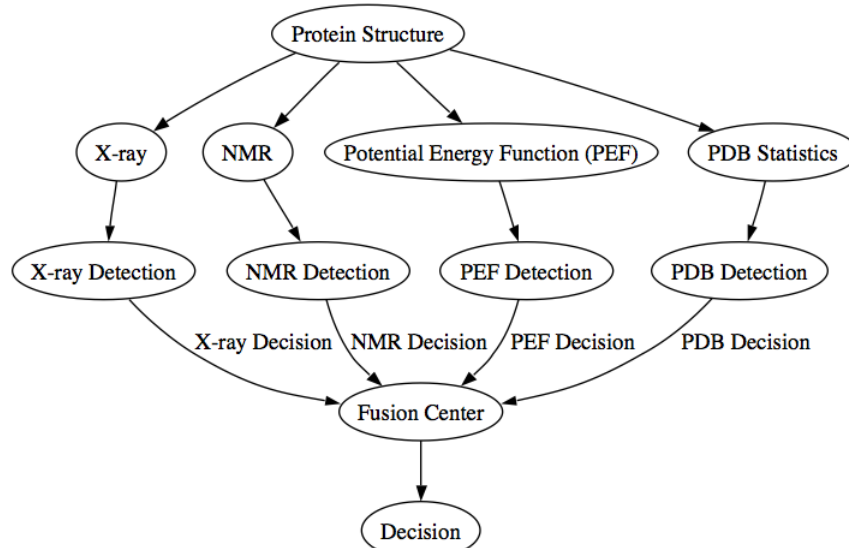 Protein Structure
X-ray
NMR
Potential Energy Function (PEF)
PDB Statistics
X-ray Detection
NMR Detection
PEF Detection
PDB Detection
X-ray Decision
NMR Decision
PEF Decision
PDB Decision
Fusion Center
Decision